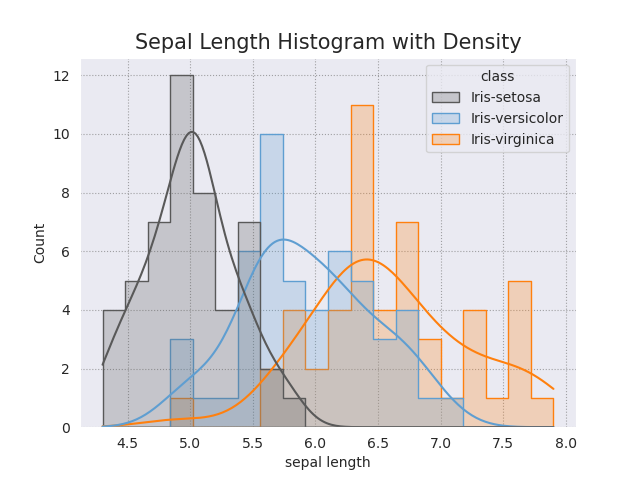 Sepal Length Histogram with Density
class
Iris-setosa
Iris-versicolor
Iris-virginica
Count
12
10
8
6
4
2
0
4.5 5.0 5.5 6.0 6.5 7.0 7.5 8.0
sepal length